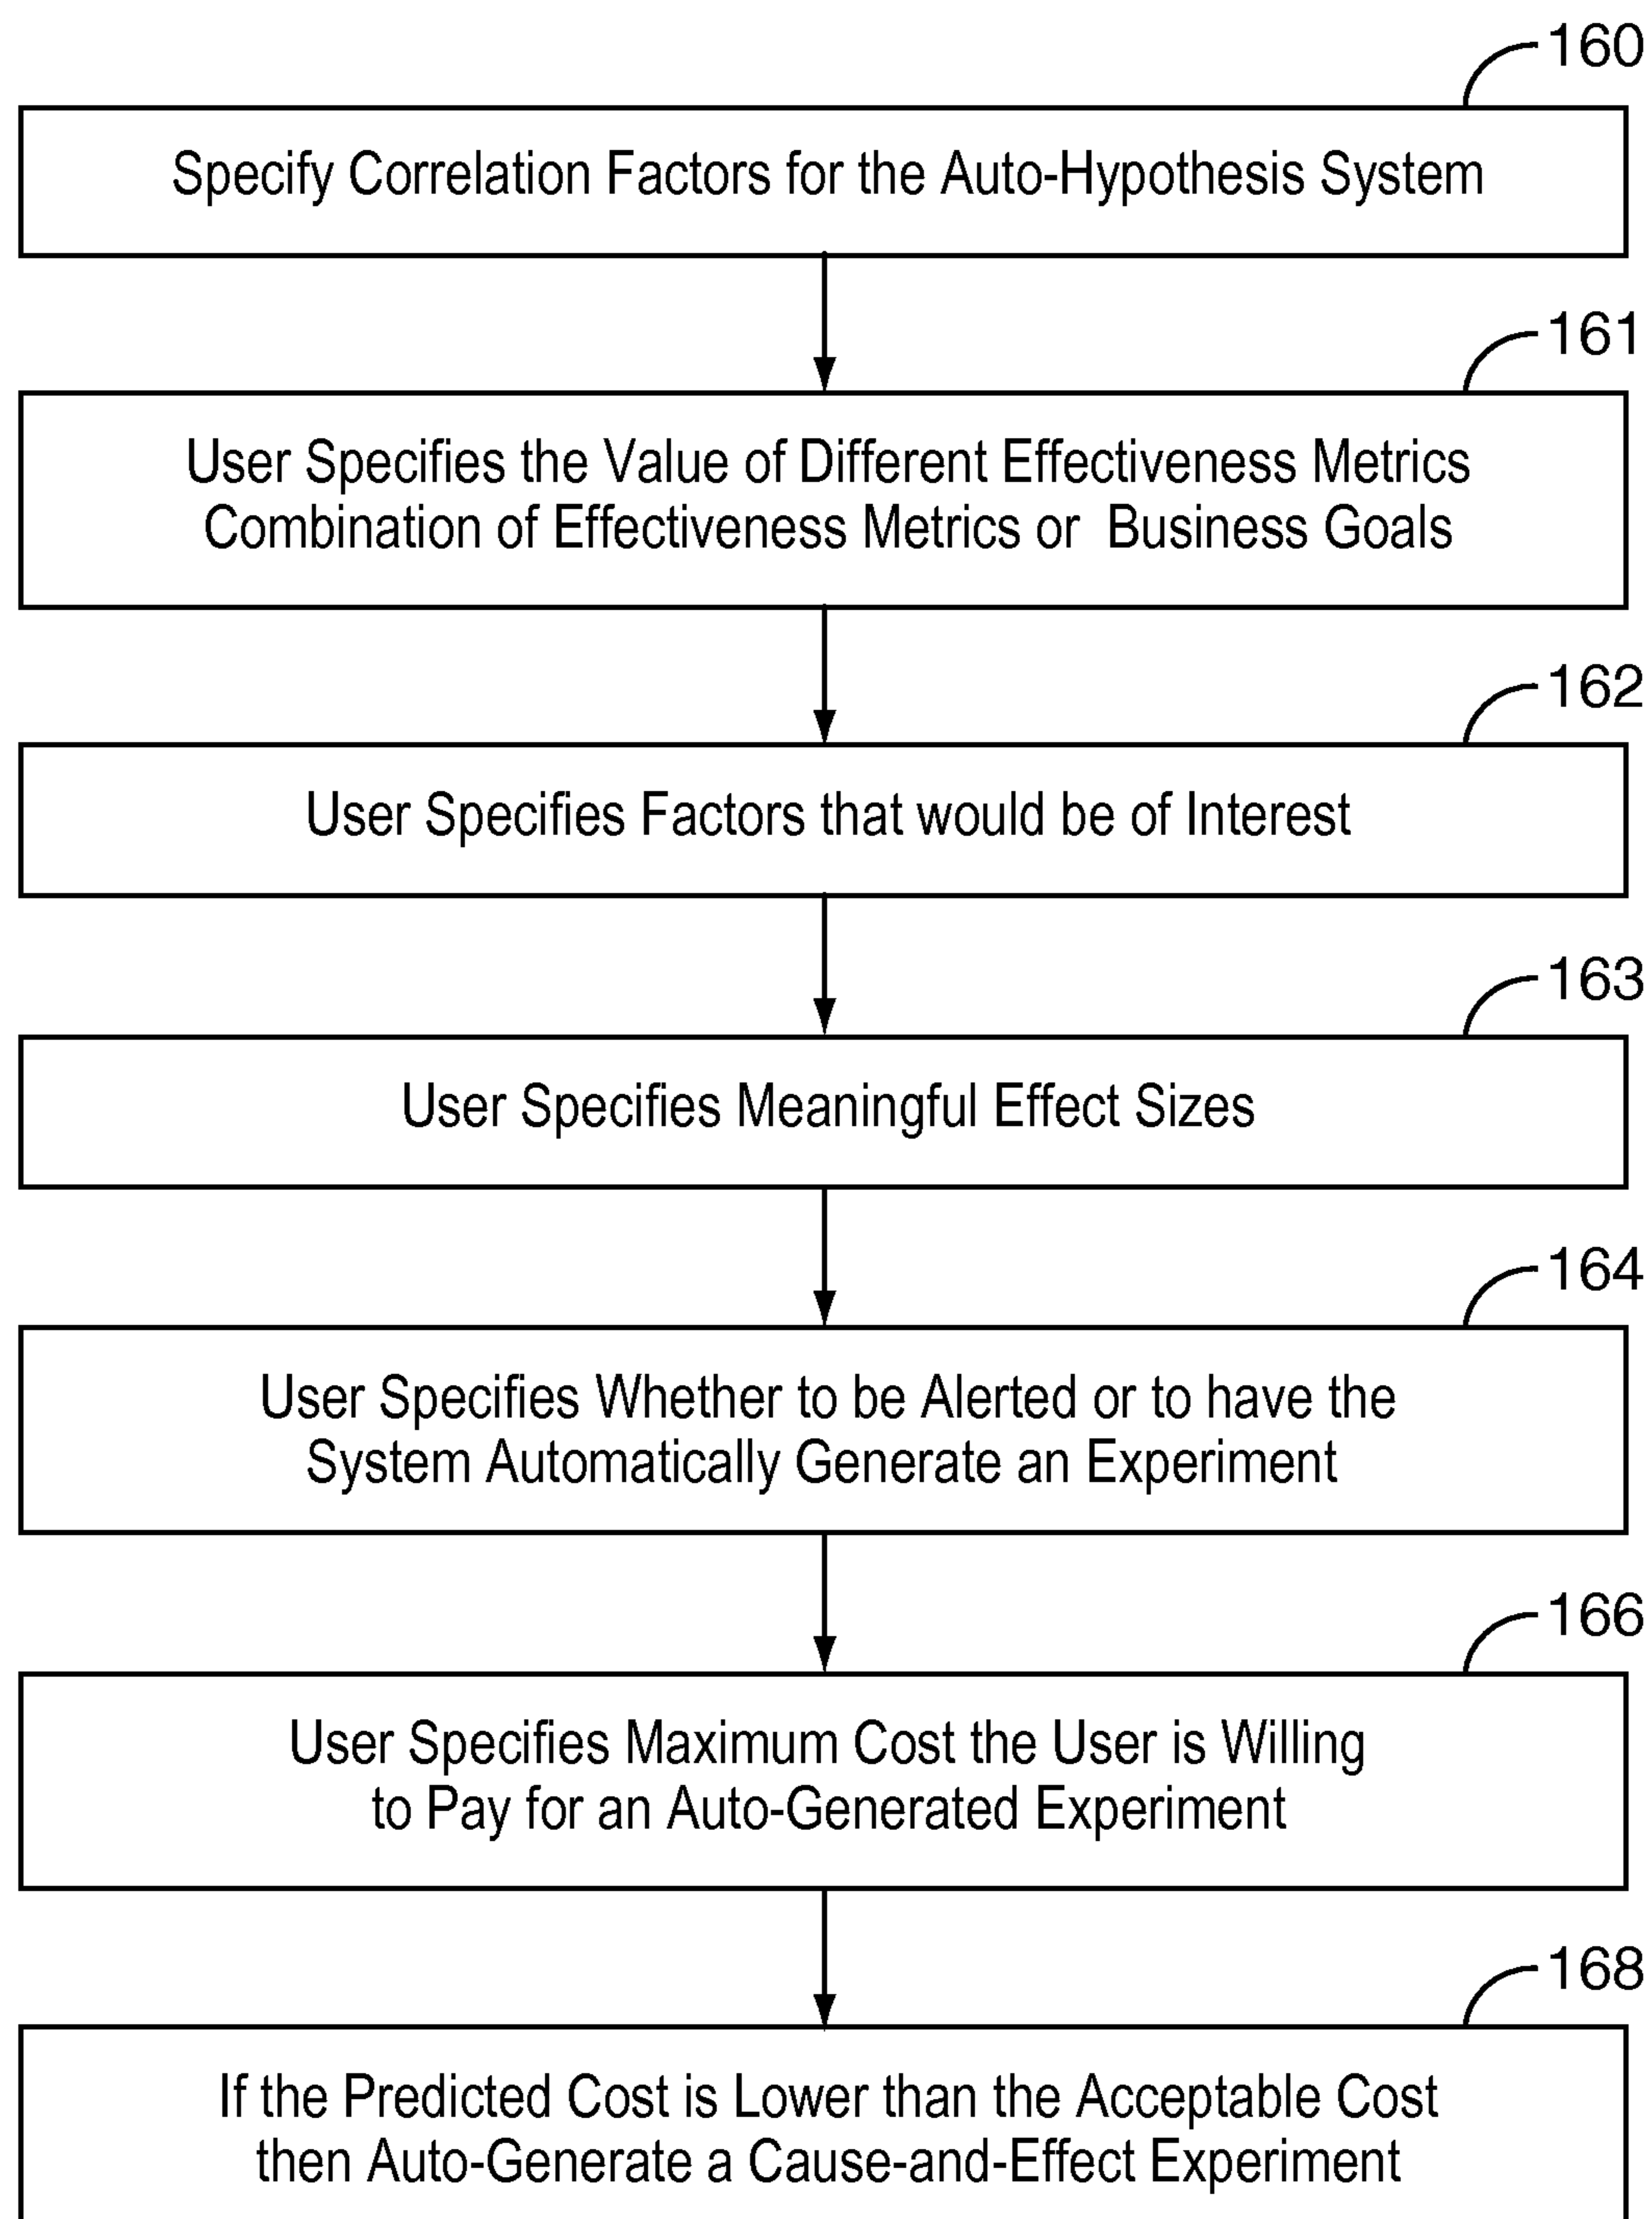 160
Specify Correlation Factors for the Auto-Hypothesis System
161
User Specifies the Value of Different Effectiveness Metrics
Combination of Effectiveness Metrics or Business Goals
162
User Specifies Factors that would be of Interest
163
User Specifies Meaningful Effect Sizes
164
User Specifies Whether to be Alerted or to have the
System Automatically Generate an Experiment
166
User Specifies Maximum Cost the User is Willing
to Pay for an Auto-Generated Experiment
168
If the Predicted Cost is Lower than the Acceptable Cost
then Auto-Generate a Cause-and-Effect Experiment